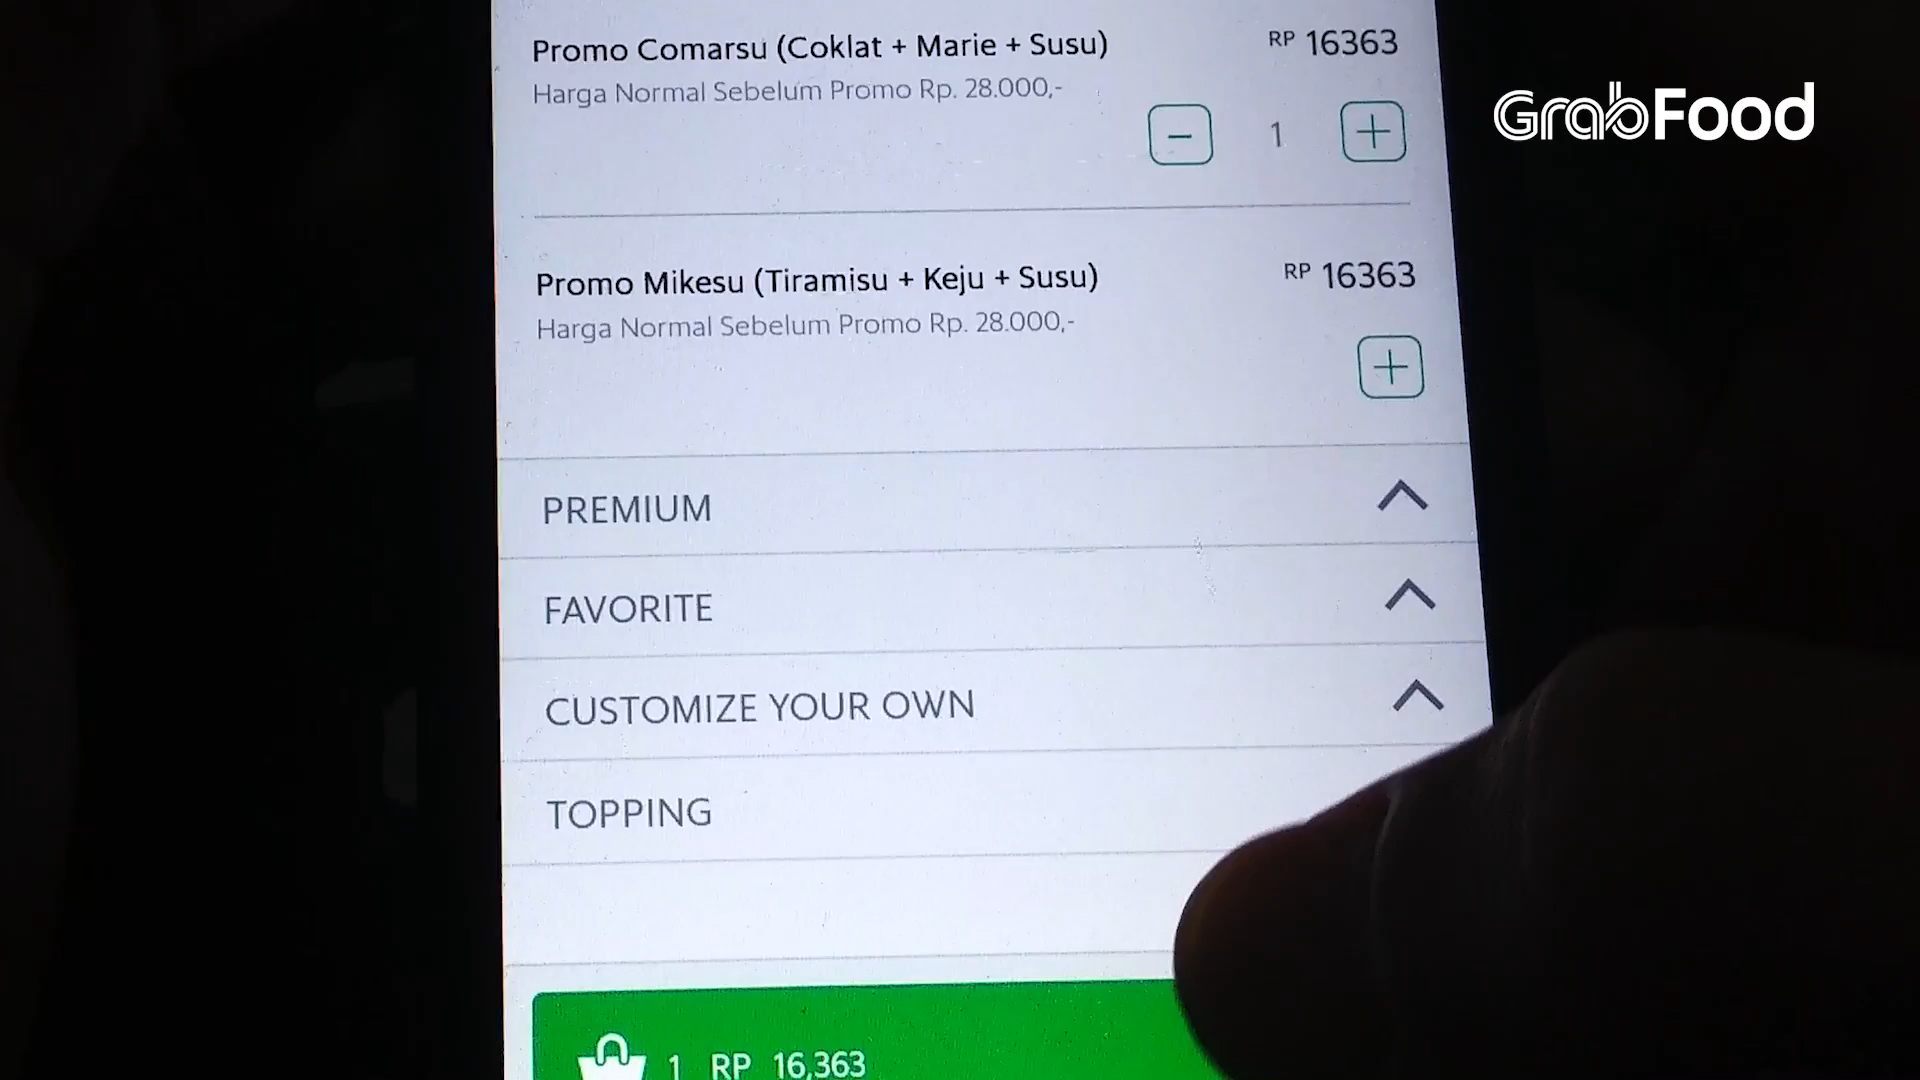 Promo Comarsu (Coklat + Marie + Susu)
RP 16363
Harga Normal Sebelum Promo Rp. 28.000,-
1
GrabFood
Promo Mikesu (Tiramisu + Keju + Susu)
RP 16363
Harga Normal Sebelum Promo Rp. 28.000,-
PREMIUM
FAVORITE
CUSTOMIZE YOUR OWN
TOPPING
1 RP 16,363